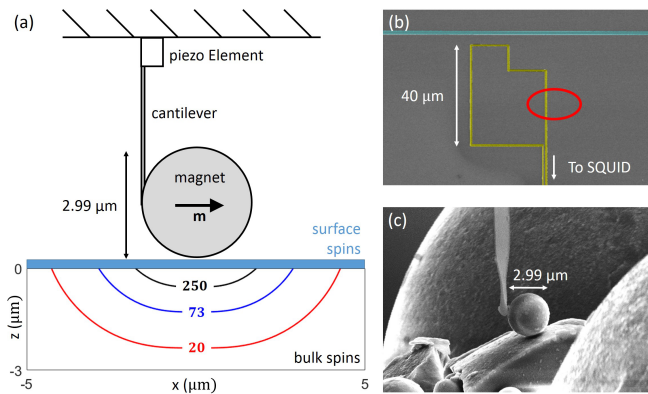 (a)
piezo Element
cantilever
magnet
m
2.99 μm
surface
spins
0
250
73
20
z (μm)
bulk spins
-3
-5
x (μm)
5
(b)
40 μm
To SQUID
(c)
2.99 μm